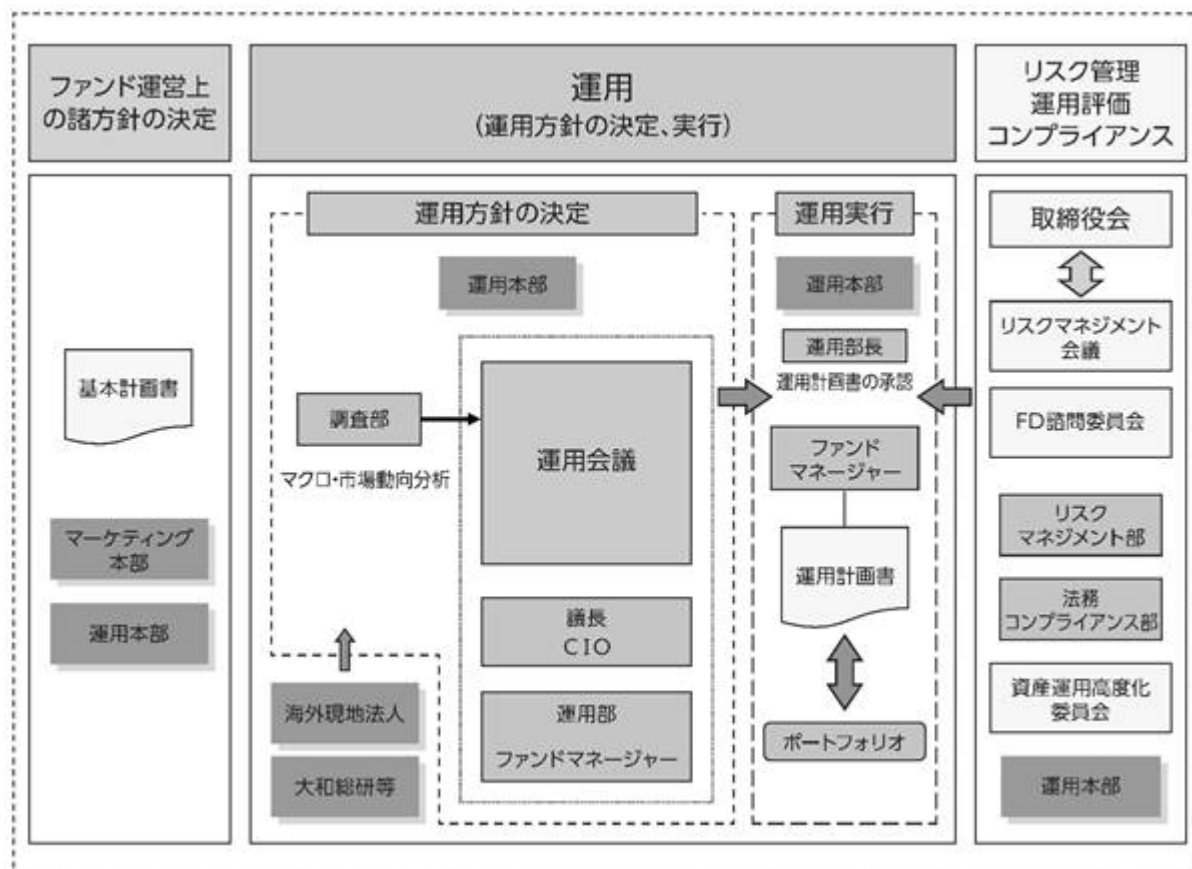 ファンド運営上
の諸方針の決定
基本計画書
マーケティング
本部
運用本部
運用
(運用方針の決定、実行)
運用方針の決定
運用本部
調査部
マクロ・市場動向分析
運用会議
議長
CIO
運用部
ファンドマネージャー
海外現地法人
大和総研等
運用実行
運用本部
運用部長
運用計画書の承認
ファンド
マネージャー
運用計画書
ポートフォリオ
リスク管理
運用評価
コンプライアンス
取締役会
リスクマネジメント
会議
FD諮問委員会
リスク
マネジメント部
法務
コンプライアンス部
資産運用高度化
委員会
運用本部